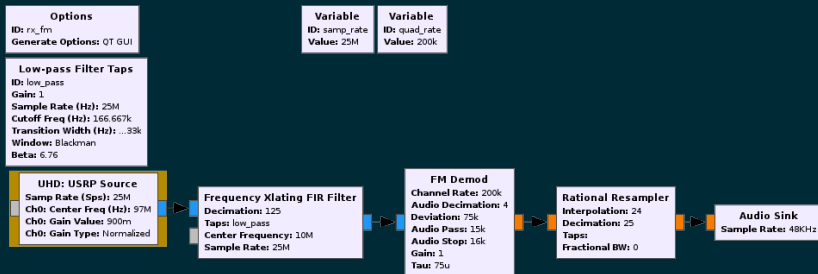 Options
ID: rx_fm
Generate Options: QT GUI
Variable
ID: samp_rate
Value: 25M
Variable
ID: quad_rate
Value: 200k
Low-pass Filter Taps
ID: low_pass
Gain: 1
Sample Rate (Hz): 25M
Cutoff Freq (Hz): 166.667k
Transition Width (Hz): ...33k
Window: Blackman
Beta: 6.76
UHD: USRP Source
Samp Rate (Sps): 25M
Ch0: Center Freq (Hz): 97M
Ch0: Gain Value: 900m
Ch0: Gain Type: Normalized
Frequency Xlating FIR Filter
Decimation: 125
Taps: low_pass
Center Frequency: 10M
Sample Rate: 25M
FM Demod
Channel Rate: 200k
Audio Decimation: 4
Deviation: 75k
Audio Pass: 15k
Audio Stop: 16k
Gain: 1
Tau: 75u
Rational Resampler
Interpolation: 24
Decimation: 25
Taps:
Fractional BW: 0
Audio Sink
Sample Rate: 48KHz